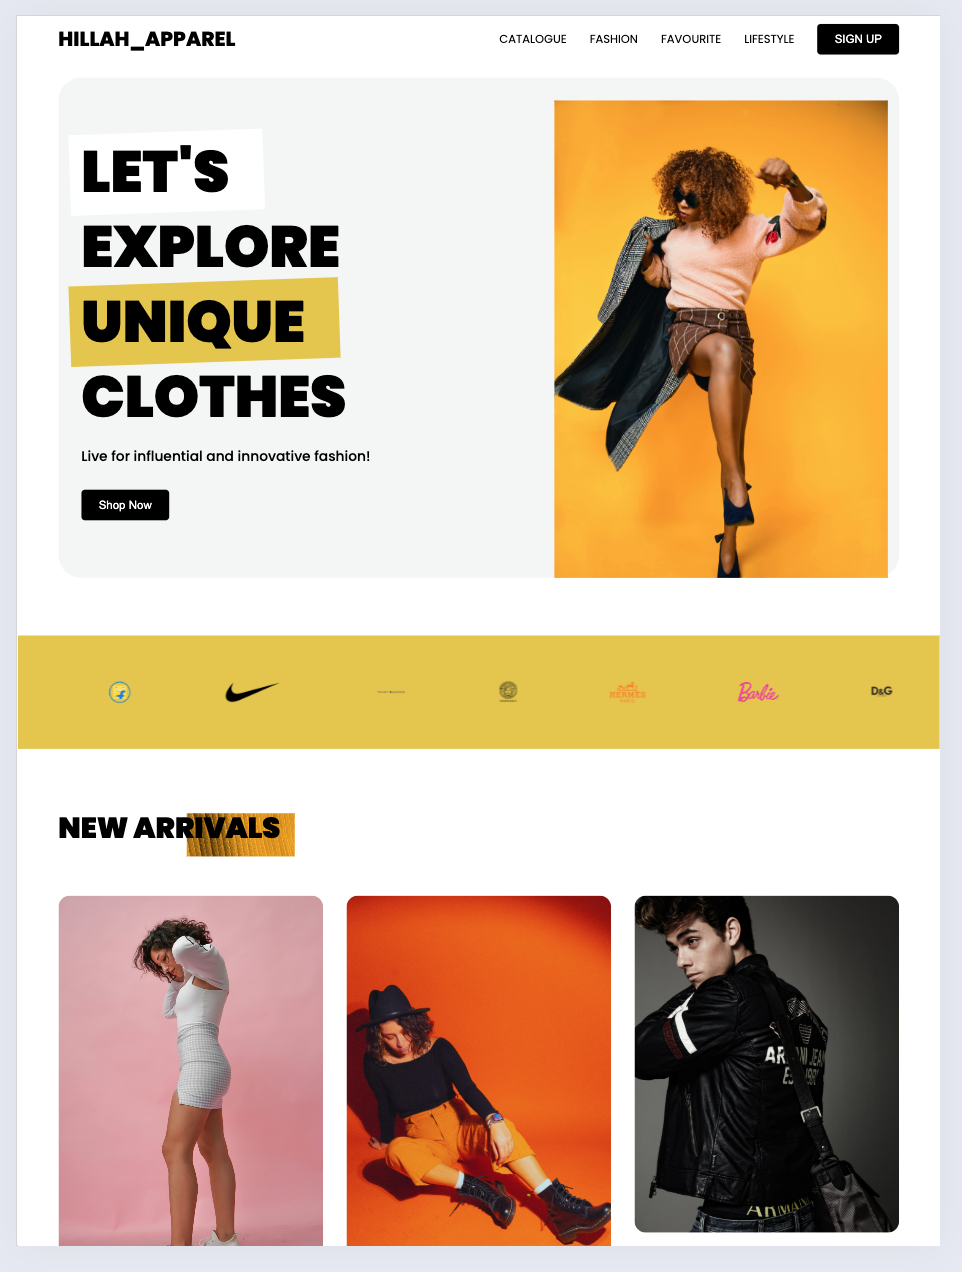 HILLAH_APPAREL
CATALOGUE FASHION FAVOURITE LIFESTYLE SIGN UP
LET'S
EXPLORE
UNIQUE
CLOTHES
Live for influential and innovative fashion!
Shop Now
HERMES
PARIS
Barbie
D&G
NEW ARRIVALS
ARMANI